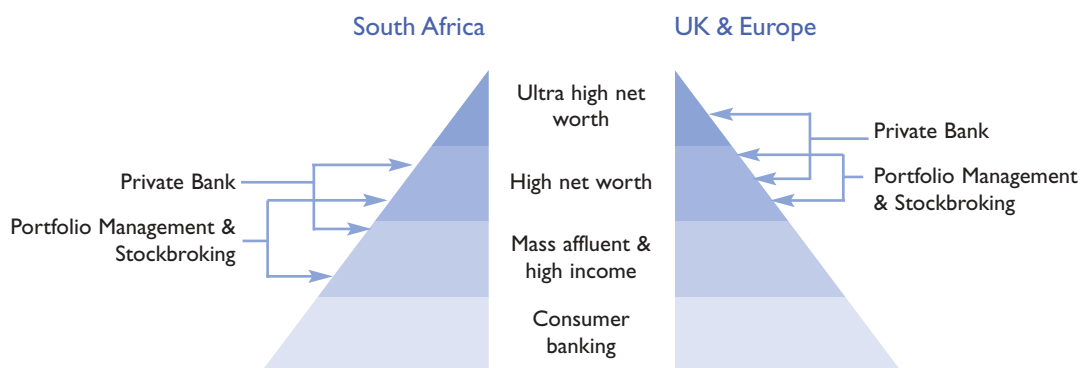 South Africa
UK & Europe
Ultra high net
worth
Private Bank
High net worth
Private Bank
Portfolio Management &
Stockbroking
Portfolio Management
& Stockbroking
Mass affluent &
high income
Consumer
banking